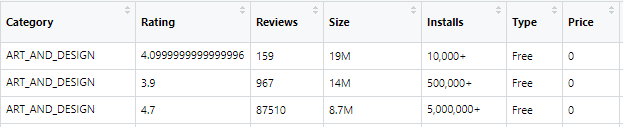 Category Rating Reviews Size Installs Type Price
ART_AND_DESIGN 4.0999999999999996 159 19M 10,000+ Free 0
ART_AND_DESIGN 3.9 967 14M 500,000+ Free 0
ART_AND_DESIGN 4.7 87510 8.7M 5,000,000+ Free 0